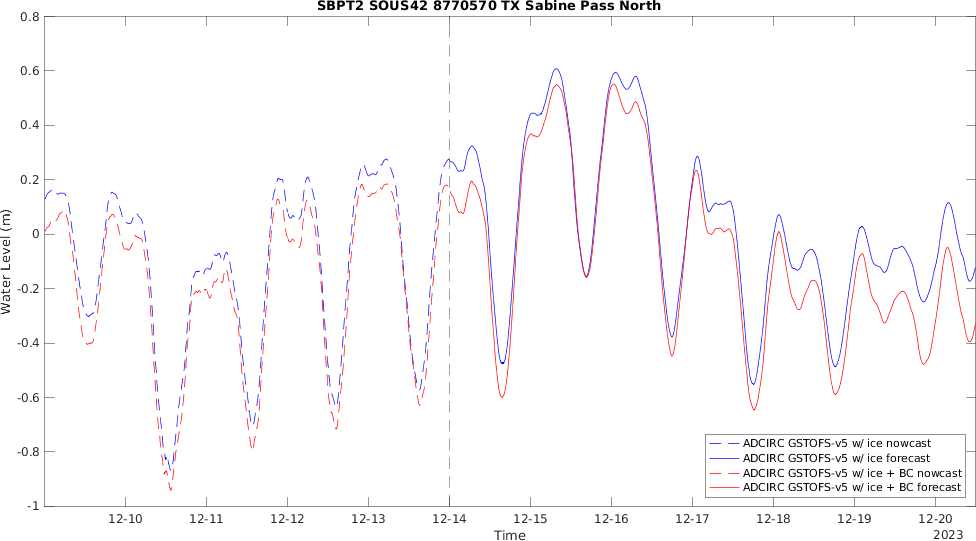 SBPT2 SOUS42 8770570 TX Sabine Pass North
0.8
0.6
0.4
0.2
0
-0.2
-0.4
-0.6
-0.8
-1
Water Level (m)
ADCIRC GSTOFS-v5 w/ ice nowcast
ADCIRC GSTOFS-v5 w/ ice forecast
ADCIRC GSTOFS-v5 w/ ice + BC nowcast
ADCIRC GSTOFS-v5 w/ ice + BC forecast
12-10 12-11 12-12 12-13 12-14 12-15 12-16 12-17 12-18 12-19 12-20
Time
2023